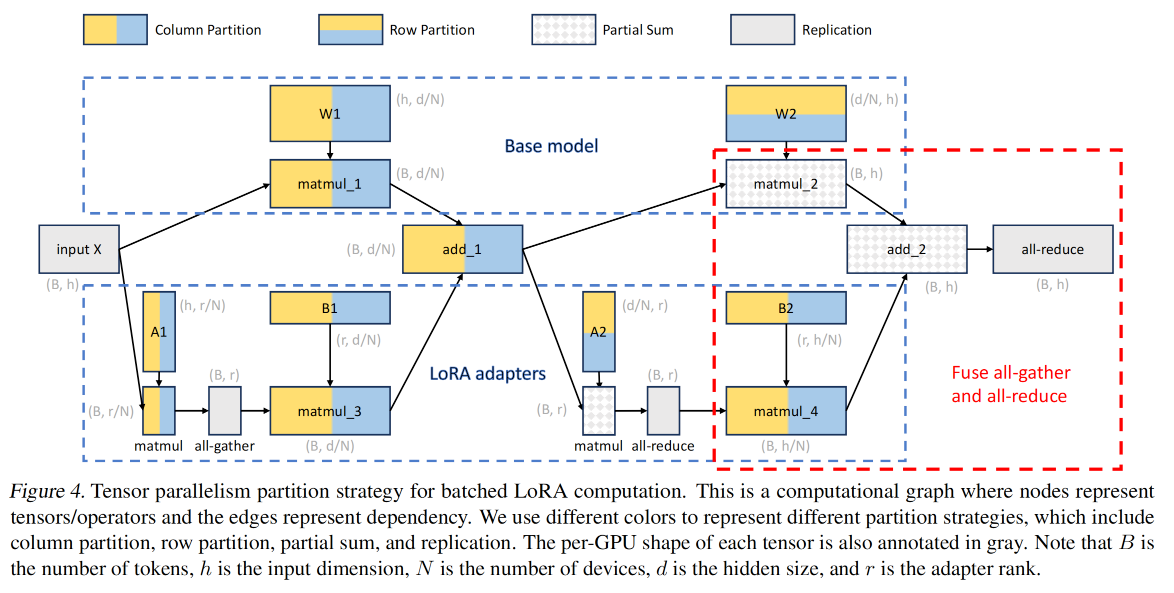 Column Partition
Row Partition
Partial Sum
Replication
W1
(h, d/N)
W2
(d/N, h)
Base model
matmul_1
(B, d/N)
matmul_2
(B, h)
input X
(B, h)
(B, d/N)
add_1
add_2
(B, h)
all-reduce
(B, h)
A1
(h, r/N)
B1
(r, d/N)
A2
(d/N, r)
B2
(r, h/N)
LoRA adapters
Fuse all-gather
and all-reduce
(B, r/N)
matmul
(B, r)
all-gather
matmul_3
(B, d/N)
(B, r)
matmul
(B, r)
all-reduce
matmul_4
(B, h/N)
Figure 4. Tensor parallelism partition strategy for batched LoRA computation. This is a computational graph where nodes represent
tensors/operators and the edges represent dependency. We use different colors to represent different partition strategies, which include
column partition, row partition, partial sum, and replication. The per-GPU shape of each tensor is also annotated in gray. Note that B is
the number of tokens, h is the input dimension, N is the number of devices, d is the hidden size, and r is the adapter rank.